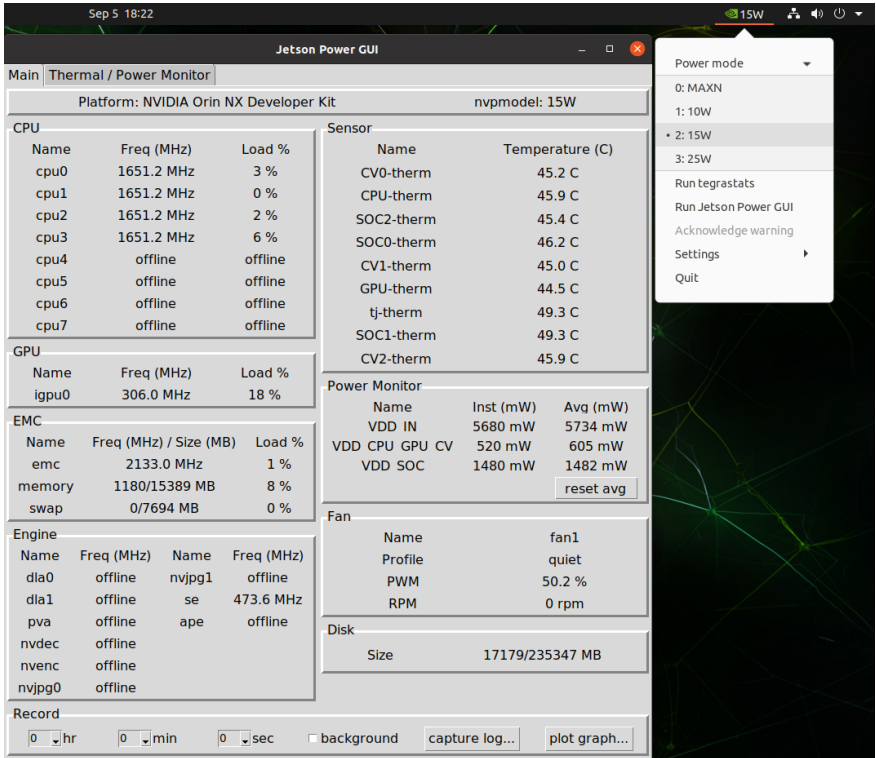 Sep 5 18:22
15W
Jetson Power GUI
Main Thermal / Power Monitor
Platform: NVIDIA Orin NX Developer Kit nvpmodel: 15W
CPU
Name Freq (MHz) Load %
cpu0 1651.2 MHz 3 %
cpu1 1651.2 MHz 0 %
cpu2 1651.2 MHz 2 %
cpu3 1651.2 MHz 6 %
cpu4 offline offline
cpu5 offline offline
cpu6 offline offline
cpu7 offline offline
GPU
Name Freq (MHz) Load %
igpu0 306.0 MHz 18 %
EMC
Name Freq (MHz) / Size (MB) Load %
emc 2133.0 MHz 1 %
memory 1180/15389 MB 8 %
swap 0/7694 MB 0 %
Engine
Name Freq (MHz) Name Freq (MHz)
dla0 offline nvjpg1 offline
dla1 offline se 473.6 MHz
pva offline ape offline
nvdec offline
nvenc offline
nvjpg0 offline
Sensor
Name Temperature (C)
CV0-therm 45.2 C
CPU-therm 45.9 C
SOC2-therm 45.4 C
SOC0-therm 46.2 C
CV1-therm 45.0 C
GPU-therm 44.5 C
tj-therm 49.3 C
SOC1-therm 49.3 C
CV2-therm 45.9 C
Power Monitor
Name Inst (mW) Avg (mW)
VDD_IN 5680 mW 5734 mW
VDD_CPU_GPU_CV 520 mW 605 mW
VDD_SOC 1480 mW 1482 mW
reset avg
Fan
Name fan1
Profile quiet
PWM 50.2 %
RPM 0 rpm
Disk
Size 17179/235347 MB
Record
0 hr 0 min 0 sec background capture log... plot graph...
Power mode
0: MAXN
1: 10W
2: 15W
3: 25W
Run tegrastats
Run Jetson Power GUI
Acknowledge warning
Settings
Quit